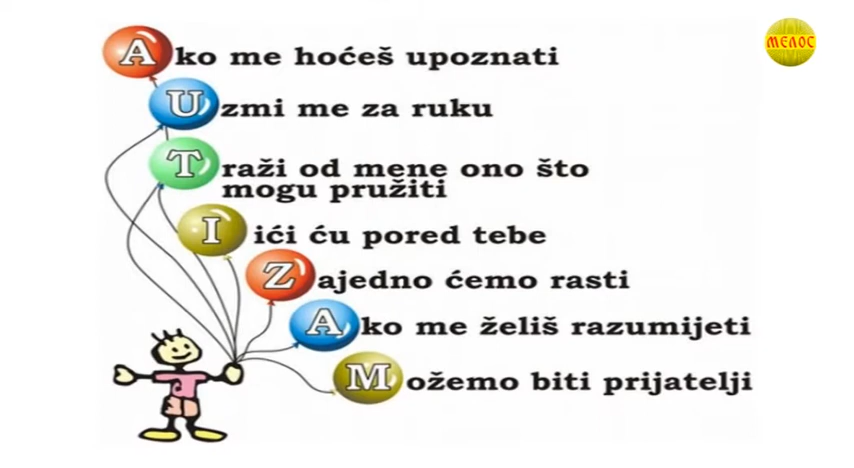 МЕЛОС
Ako me hoćeš upoznati
Uzmi me za ruku
Traži od mene ono što
mogu pružiti
I ići ću pored tebe
Zajedno ćemo rasti
Ako me želiš razumijeti
Možemo biti prijatelji